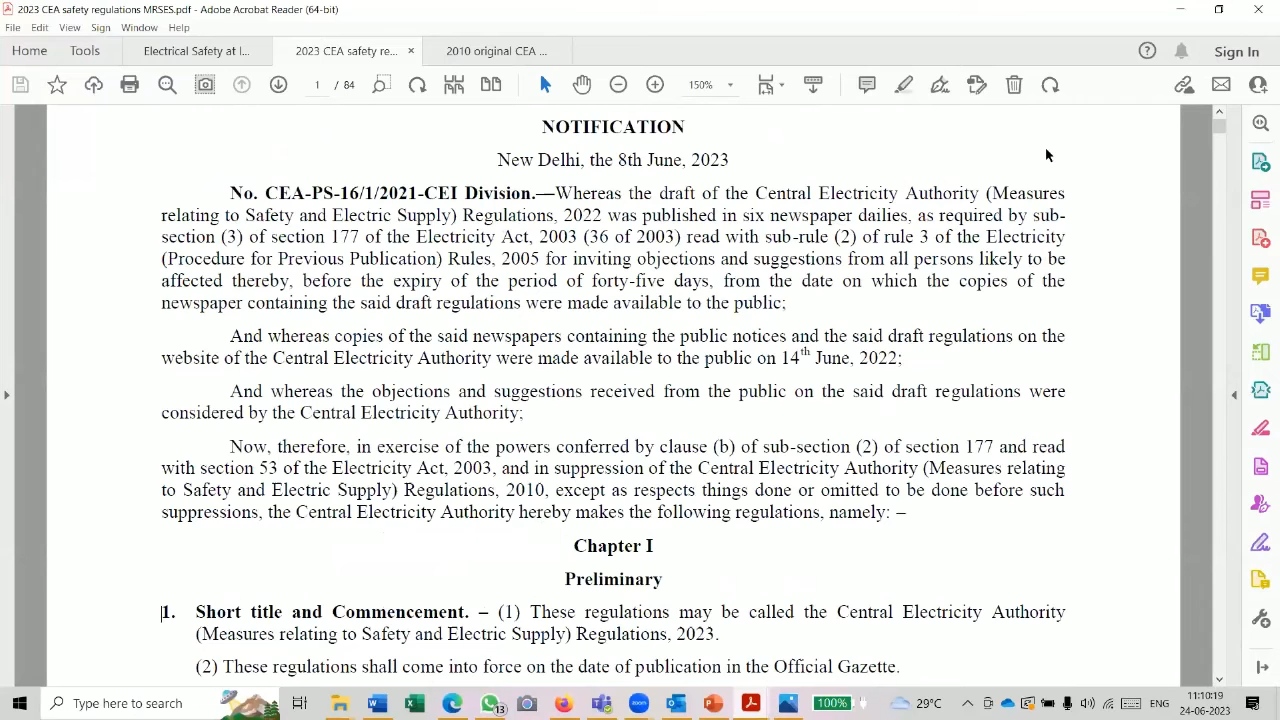 2023 CEA safety regulations MRSES.pdf - Adobe Acrobat Reader (64-bit)
File Edit View Sign Window Help
Home Tools Electrical Safety at I... 2023 CEA safety re... × 2010 original CEA ... Sign In
1 / 84 150%
NOTIFICATION
New Delhi, the 8th June, 2023
No. CEA-PS-16/1/2021-CEI Division.—Whereas the draft of the Central Electricity Authority (Measures
relating to Safety and Electric Supply) Regulations, 2022 was published in six newspaper dailies, as required by sub-
section (3) of section 177 of the Electricity Act, 2003 (36 of 2003) read with sub-rule (2) of rule 3 of the Electricity
(Procedure for Previous Publication) Rules, 2005 for inviting objections and suggestions from all persons likely to be
affected thereby, before the expiry of the period of forty-five days, from the date on which the copies of the
newspaper containing the said draft regulations were made available to the public;
And whereas copies of the said newspapers containing the public notices and the said draft regulations on the
website of the Central Electricity Authority were made available to the public on 14th June, 2022;
And whereas the objections and suggestions received from the public on the said draft regulations were
considered by the Central Electricity Authority;
Now, therefore, in exercise of the powers conferred by clause (b) of sub-section (2) of section 177 and read
with section 53 of the Electricity Act, 2003, and in suppression of the Central Electricity Authority (Measures relating
to Safety and Electric Supply) Regulations, 2010, except as respects things done or omitted to be done before such
suppressions, the Central Electricity Authority hereby makes the following regulations, namely: –
Chapter I
Preliminary
1. Short title and Commencement. – (1) These regulations may be called the Central Electricity Authority
(Measures relating to Safety and Electric Supply) Regulations, 2023.
(2) These regulations shall come into force on the date of publication in the Official Gazette.
Type here to search 13 100% 29°C ENG 11:10:19
24-06-2023